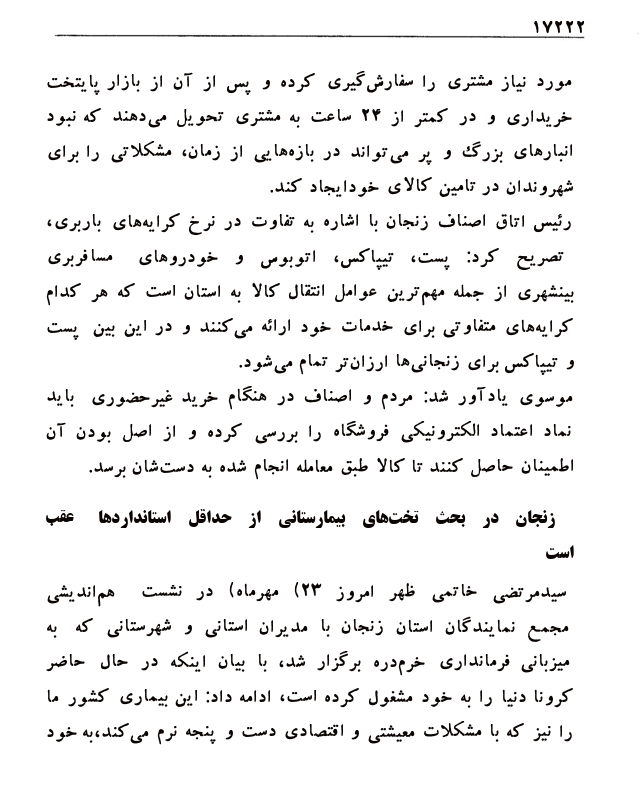 ۱۷۲۲۲
مورد نیاز مشتری را سفارش‌گیری کرده و پس از آن از بازار پایتخت
خریداری و در کمتر از ۲۴ ساعت به مشتری تحویل می‌دهند که نبود
انبارهای بزرگ و پر می‌تواند در بازه‌هایی از زمان، مشکلاتی را برای
شهروندان در تامین کالای خودایجاد کند.
رئیس اتاق اصناف زنجان با اشاره به تفاوت در نرخ کرایه‌های باربری،
تصریح کرد: پست، تیپاکس، اتوبوس و خودروهای مسافربری
بینشهری از جمله مهم‌ترین عوامل انتقال کالا به استان است که هر کدام
کرایه‌های متفاوتی برای خدمات خود ارائه می‌کنند و در این بین پست
و تیپاکس برای زنجانی‌ها ارزان‌تر تمام می‌شود.
موسوی یادآور شد: مردم و اصناف در هنگام خرید غیرحضوری باید
نماد اعتماد الکترونیکی فروشگاه را بررسی کرده و از اصل بودن آن
اطمینان حاصل کنند تا کالا طبق معامله انجام شده به دست‌شان برسد.
زنجان در بحث تخت‌های بیمارستانی از حداقل استانداردها عقب
است
سیدمرتضی خاتمی ظهر امروز ۲۳) مهرماه) در نشست هم‌اندیشی
مجمع نمایندگان استان زنجان با مدیران استانی و شهرستانی که به
میزبانی فرمانداری خرم‌دره برگزار شد، با بیان اینکه در حال حاضر
کرونا دنیا را به خود مشغول کرده است، ادامه داد: این بیماری کشور ما
را نیز که با مشکلات معیشتی و اقتصادی دست و پنجه نرم می‌کند،به خود